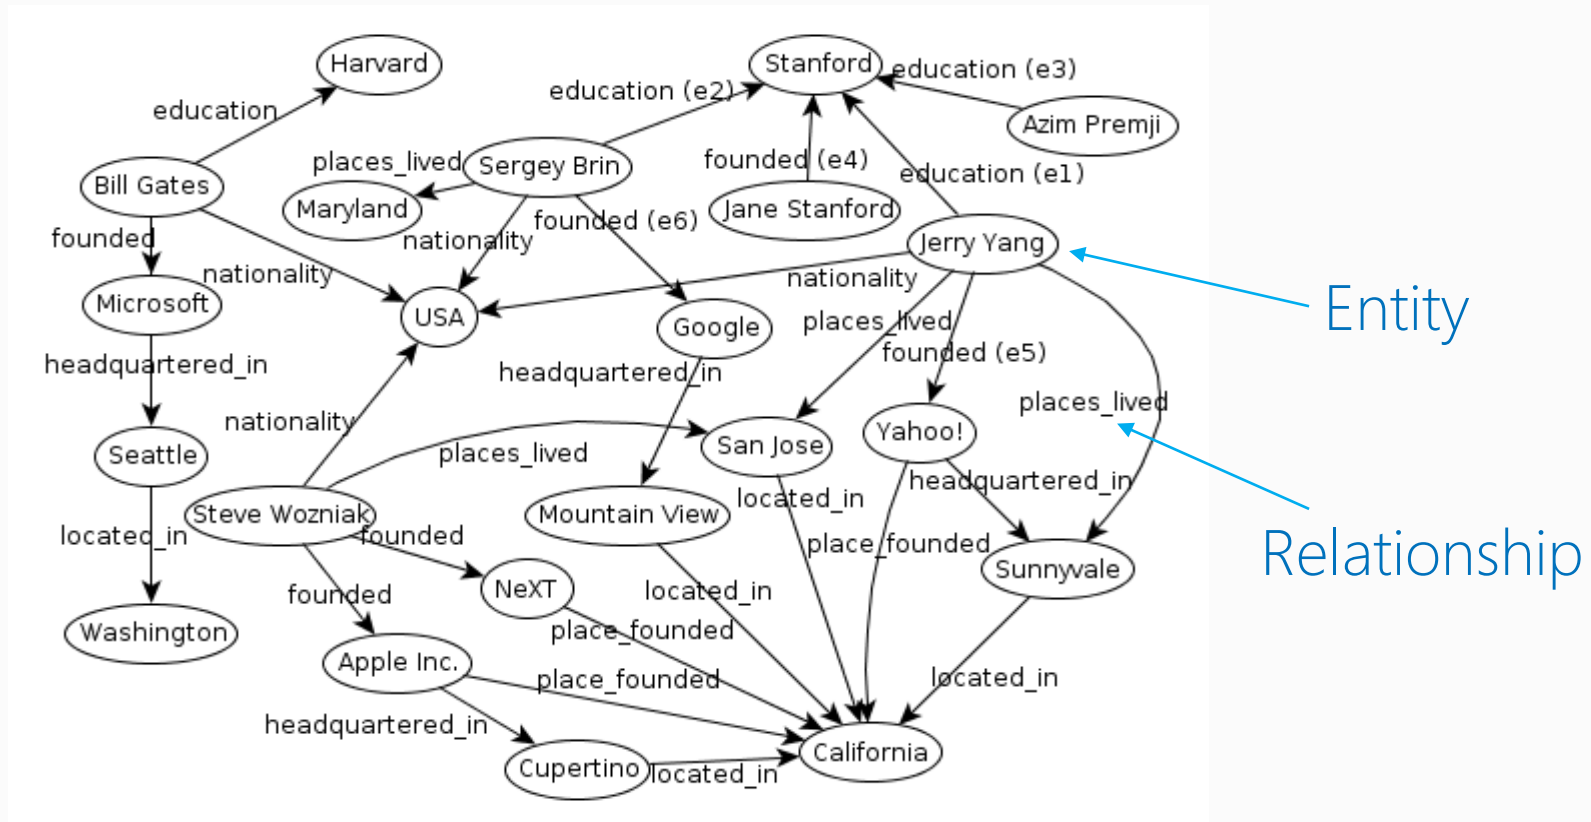 Harvard
Stanford
education (e3)
education (e2)
education
Azim Premji
places_lived
Sergey Brin
founded (e4)
education (e1)
Bill Gates
Maryland
Jane Stanford
founded (e6)
founded
nationality
Jerry Yang
nationality
nationality
Microsoft
USA
Google
places_lived
Entity
founded (e5)
headquartered_in
headquartered_in
places_lived
nationality
Seattle
places_lived
San Jose
Yahoo!
headquartered_in
located_in
Steve Wozniak
Mountain View
located_in
founded
place_founded
Relationship
Sunnyvale
founded
NeXT
located_in
Washington
place_founded
Apple Inc.
place_founded
located_in
headquartered_in
California
Cupertino
located_in